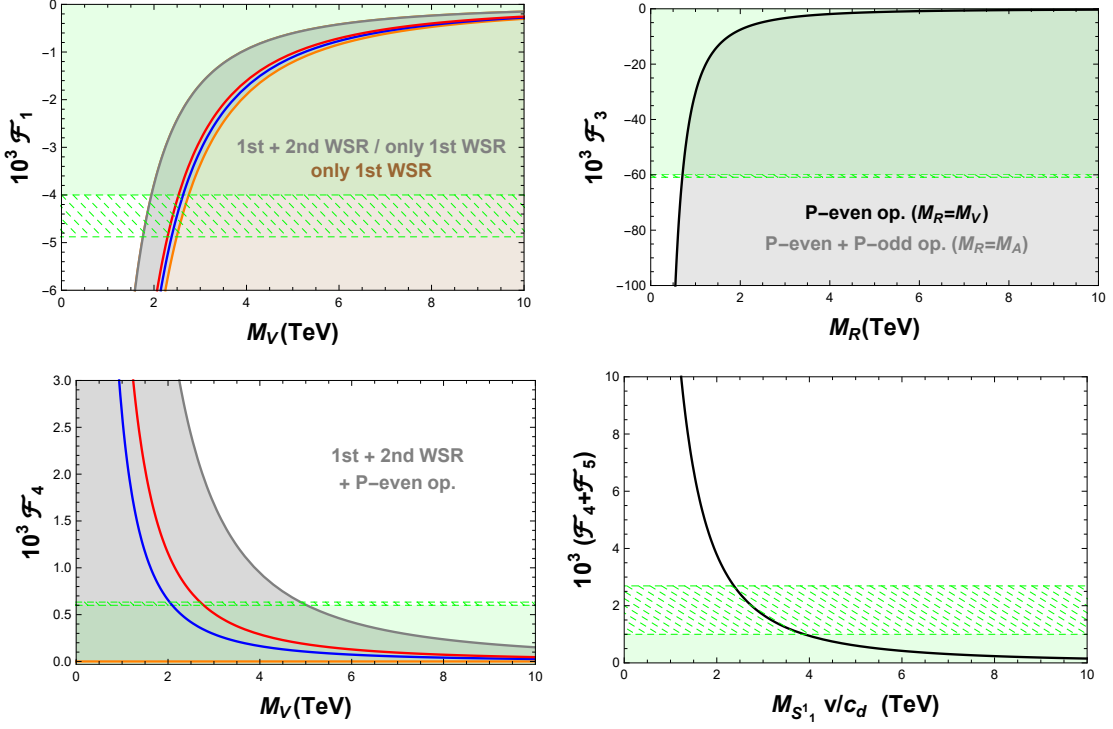 10³ 𝓕₁
0
−1
−2
−3
−4
−5
−6
1st + 2nd WSR / only 1st WSR
only 1st WSR
0 2 4 6 8 10
M_V(TeV)
10³ 𝓕₃
0
−20
−40
−60
−80
−100
P−even op. (M_R=M_V)
P−even + P−odd op. (M_R=M_A)
0 2 4 6 8 10
M_R(TeV)
10³ 𝓕₄
3.0
2.5
2.0
1.5
1.0
0.5
0.0
1st + 2nd WSR
+ P−even op.
0 2 4 6 8 10
M_V(TeV)
10³ (𝓕₄+𝓕₅)
10
8
6
4
2
0
0 2 4 6 8 10
M_{S¹₁} v/c_d (TeV)